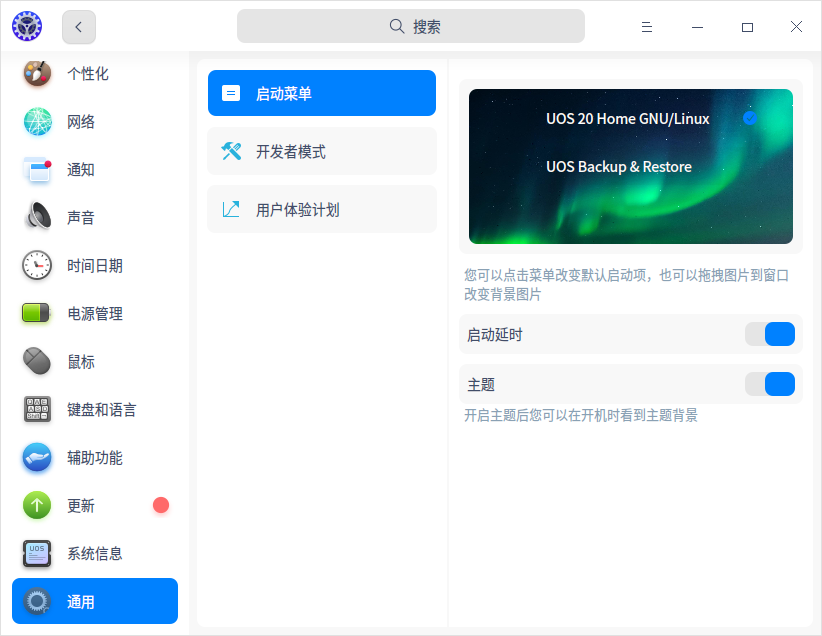 搜索
个性化
网络
通知
声音
时间日期
电源管理
鼠标
键盘和语言
辅助功能
更新
UOS
系统信息
通用
启动菜单
开发者模式
用户体验计划
UOS 20 Home GNU/Linux
UOS Backup & Restore
您可以点击菜单改变默认启动项，也可以拖拽图片到窗口
改变背景图片
启动延时
主题
开启主题后您可以在开机时看到主题背景